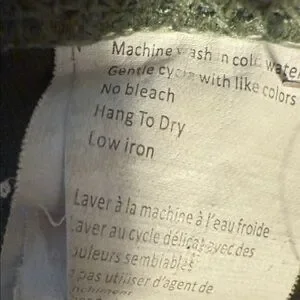 Machine wash in cold water
Gentle cycle with like colors
No bleach
Hang To Dry
Low iron
Laver à la machine à l'eau froide
Laver au cycle délicat avec des
couleurs semblables
pas utiliser d'agent de